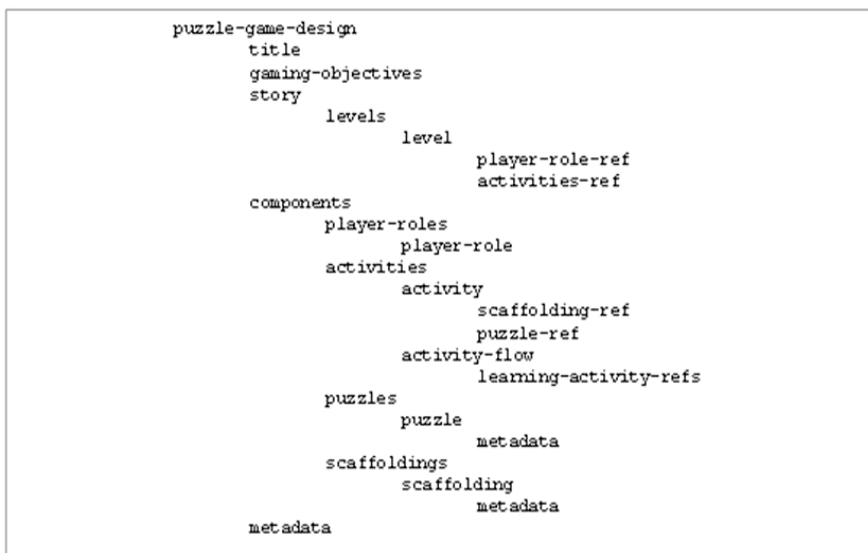 puzzle-game-design
title
gaming-objectives
story
levels
level
player-role-ref
activities-ref
components
player-roles
player-role
activities
activity
scaffolding-ref
puzzle-ref
activity-flow
learning-activity-refs
puzzles
puzzle
metadata
scaffoldings
scaffolding
metadata
metadata